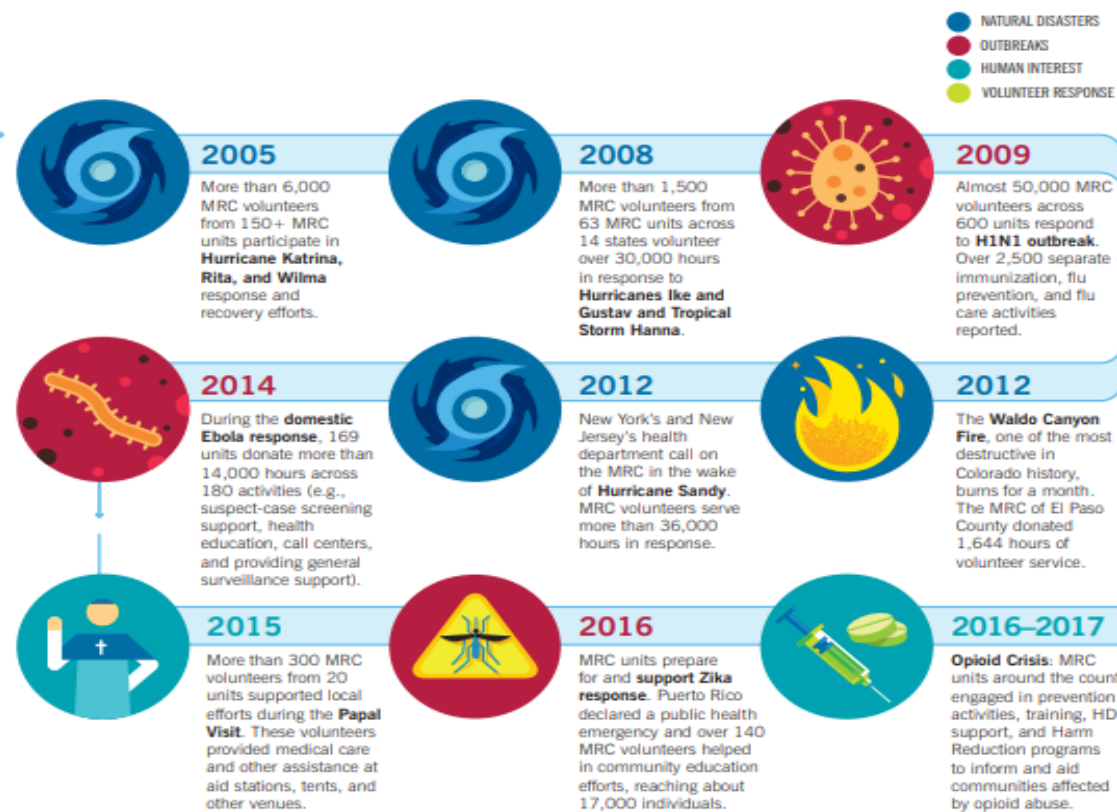 NATURAL DISASTERS
OUTBREAKS
HUMAN INTEREST
VOLUNTEER RESPONSE
2005
More than 6,000
MRC volunteers
from 150+ MRC
units participate in
Hurricane Katrina,
Rita, and Wilma
response and
recovery efforts.
2008
More than 1,500
MRC volunteers from
63 MRC units across
14 states volunteer
over 30,000 hours
in response to
Hurricanes Ike and
Gustav and Tropical
Storm Hanna.
2009
Almost 50,000 MRC
volunteers across
600 units respond
to H1N1 outbreak.
Over 2,500 separate
immunization, flu
prevention, and flu
care activities
reported.
2014
During the domestic
Ebola response, 169
units donate more than
14,000 hours across
180 activities (e.g.,
suspect-case screening
support, health
education, call centers,
and providing general
surveillance support).
2012
New York's and New
Jersey's health
department call on
the MRC in the wake
of Hurricane Sandy.
MRC volunteers serve
more than 36,000
hours in response.
2012
The Waldo Canyon
Fire, one of the most
destructive in
Colorado history,
burns for a month.
The MRC of El Paso
County donated
1,644 hours of
volunteer service.
2015
More than 300 MRC
volunteers from 20
units supported local
efforts during the Papal
Visit. These volunteers
provided medical care
and other assistance at
aid stations, tents, and
other venues.
2016
MRC units prepare
for and support Zika
response. Puerto Rico
declared a public health
emergency and over 140
MRC volunteers helped
in community education
efforts, reaching about
17,000 individuals.
2016–2017
Opioid Crisis: MRC
units around the
engaged in prevention
activities, training,
support, and Harm
Reduction programs
to inform and aid
communities affected
by opioid abuse.